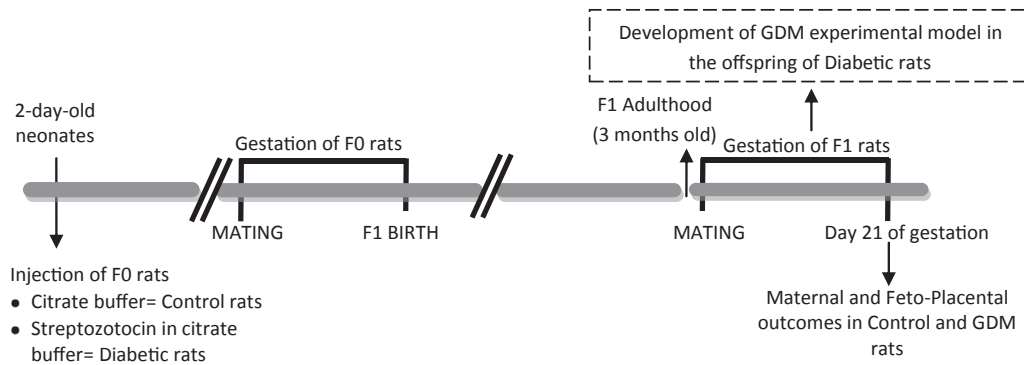 Development of GDM experimental model in
the offspring of Diabetic rats
2-day-old
neonates
F1 Adulthood
(3 months old)
Gestation of F0 rats
Gestation of F1 rats
MATING
F1 BIRTH
MATING
Day 21 of gestation
Injection of F0 rats
• Citrate buffer= Control rats
• Streptozotocin in citrate
buffer= Diabetic rats
Maternal and Feto-Placental
outcomes in Control and GDM
rats